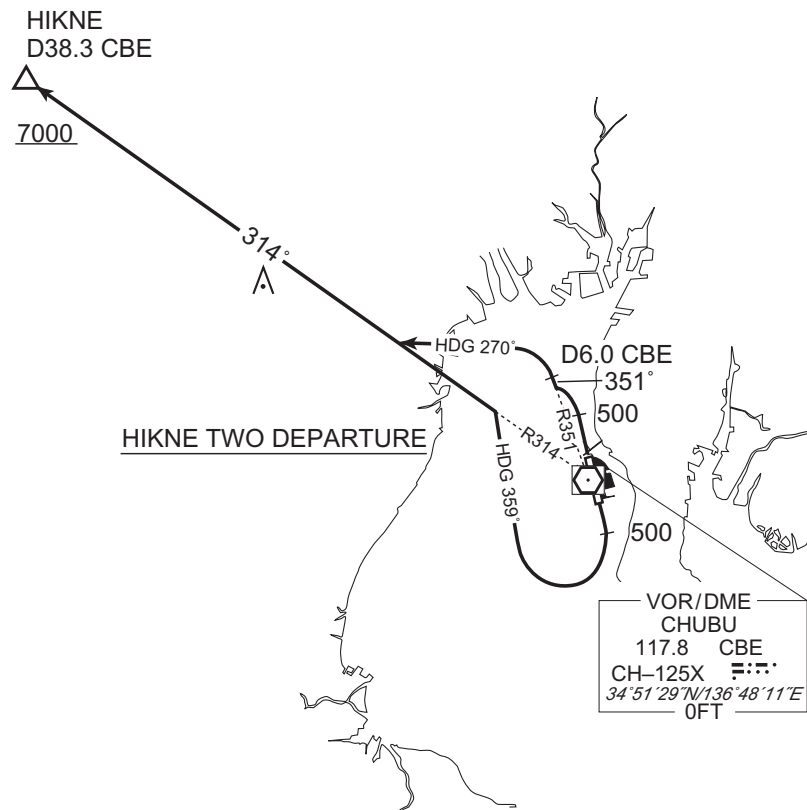 HIKNE
D38.3 CBE
7000
314°
HDG 270°
D6.0 CBE
351°
500
R351
HIKNE TWO DEPARTURE
R314
HDG 359°
500
VOR/DME
CHUBU
117.8 CBE
CH–125X
34°51´29˝N/136°48´11˝E
0FT